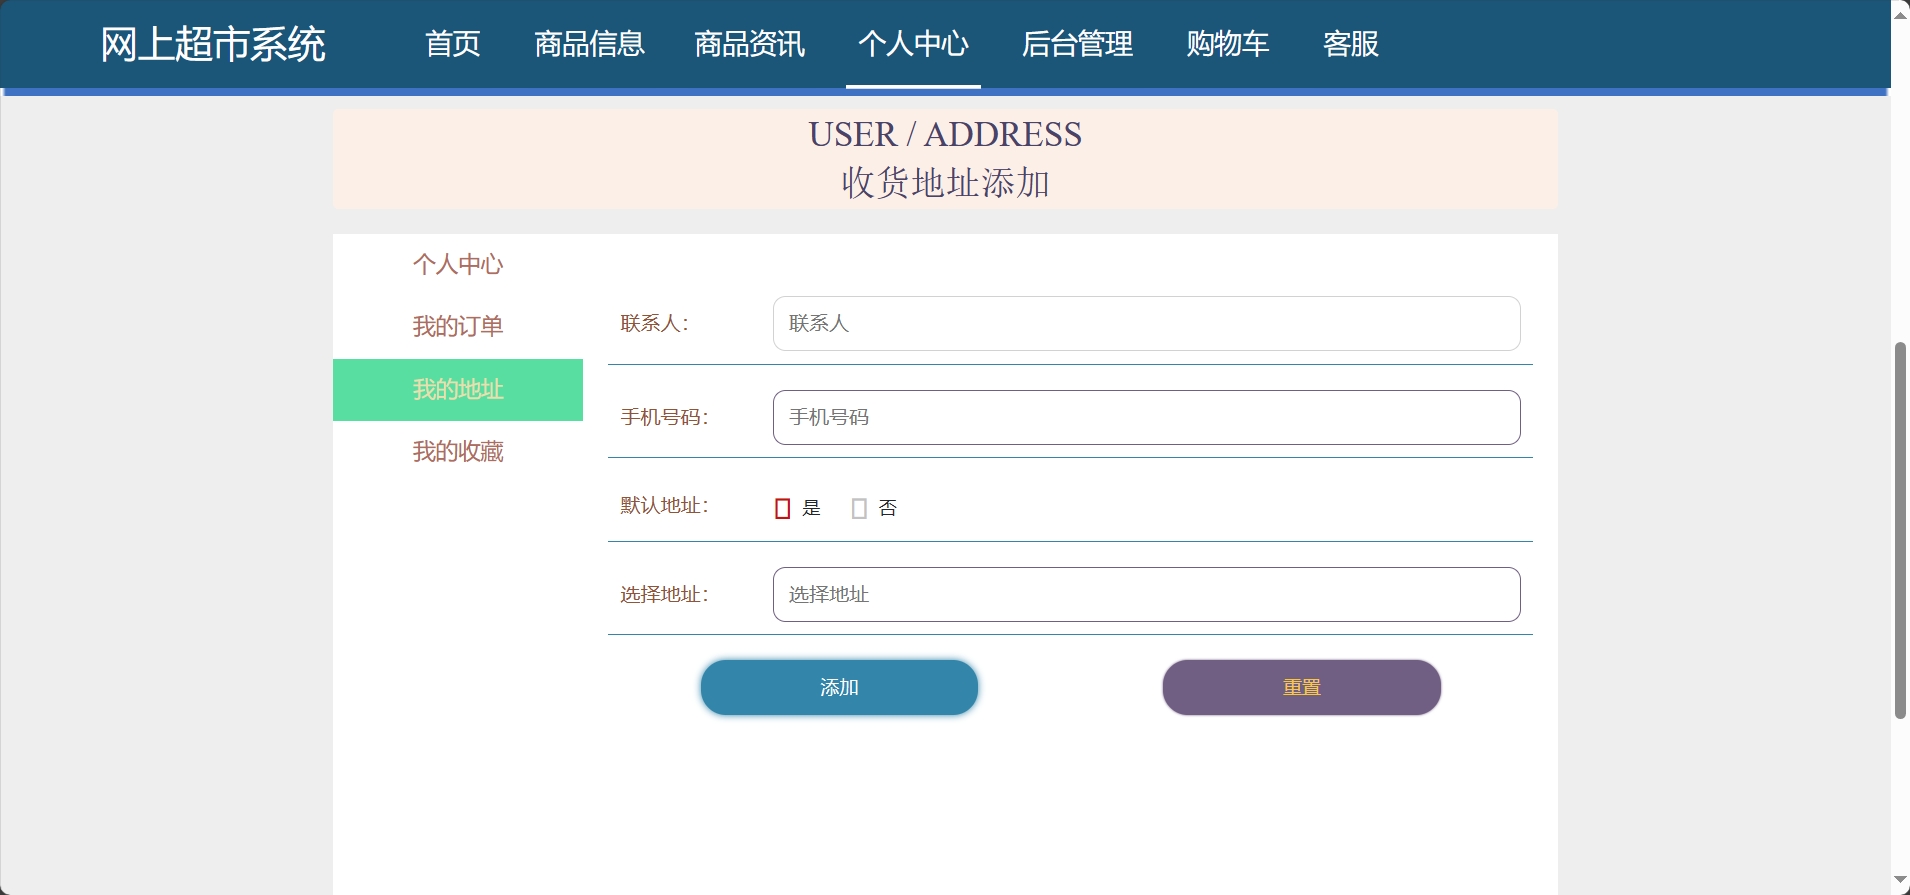 网上超市系统 首页 商品信息 商品资讯 个人中心 后台管理 购物车 客服
USER / ADDRESS
收货地址添加
个人中心
我的订单
我的地址
我的收藏
联系人： 联系人
手机号码： 手机号码
默认地址： 是 否
选择地址： 选择地址
添加 重置